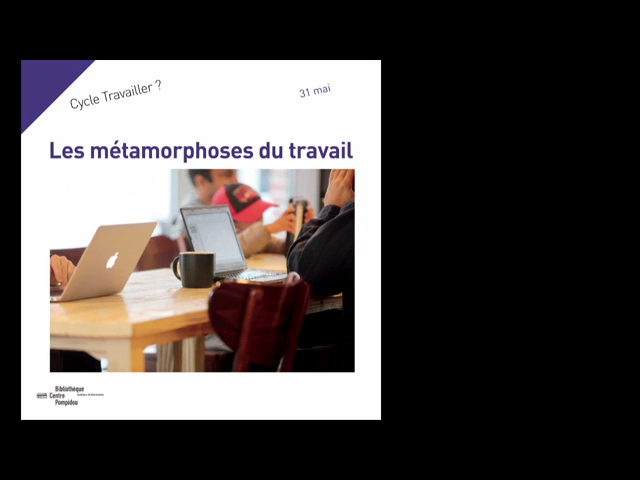 Cycle Travailler ?
31 mai
Les métamorphoses du travail
Bibliothèque
Centre
Pompidou